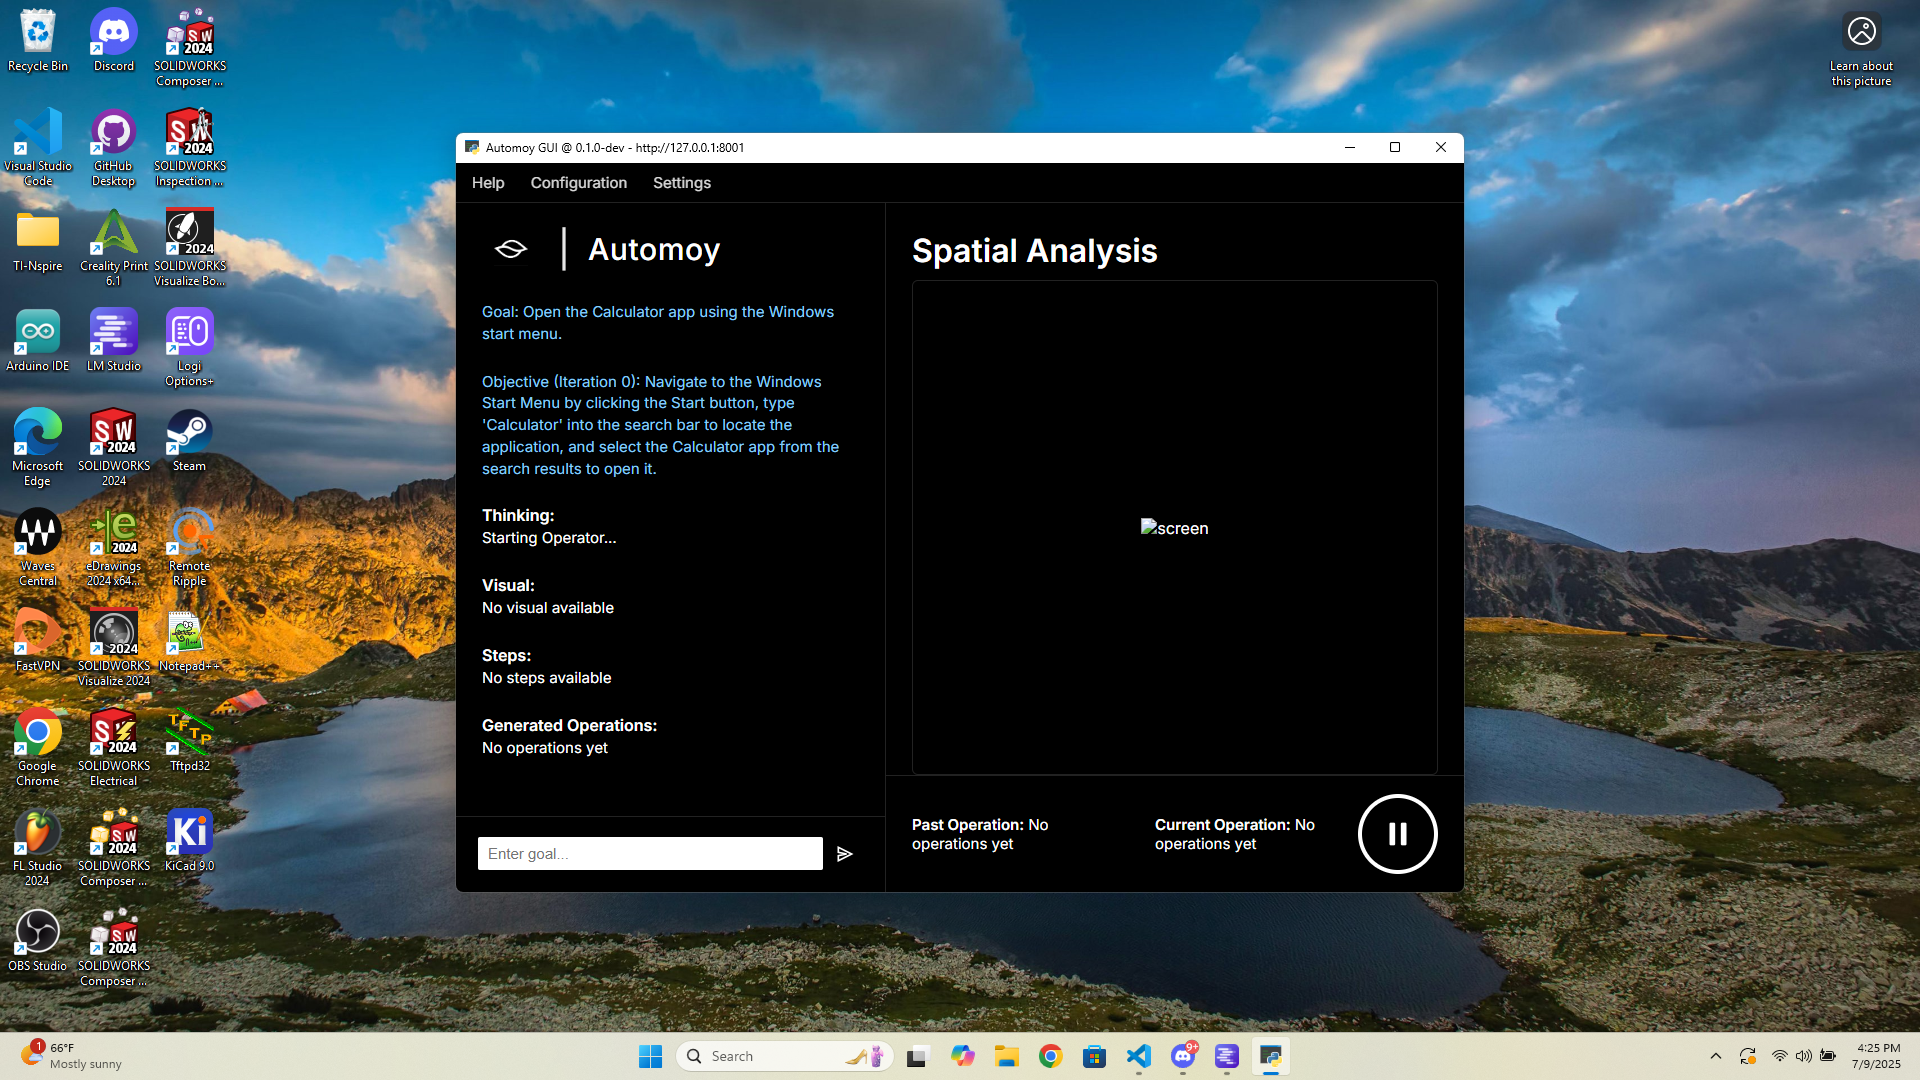 Recycle Bin
Discord
SOLIDWORKS
Composer ...
Visual Studio
Code
GitHub
Desktop
SOLIDWORKS
Inspection ...
TI-Nspire
Creality Print
6.1
SOLIDWORKS
Visualize Bo...
Arduino IDE
LM Studio
Logi
Options+
Microsoft
Edge
SOLIDWORKS
2024
Steam
Waves
Central
eDrawings
2024 x64...
Remote
Ripple
FastVPN
SOLIDWORKS
Visualize 2024
Notepad++
Google
Chrome
SOLIDWORKS
Electrical
Tftpd32
FL Studio
2024
SOLIDWORKS
Composer ...
KiCad 9.0
OBS Studio
SOLIDWORKS
Composer ...
Learn about
this picture
Automoy GUI @ 0.1.0-dev - http://127.0.0.1:8001
Help Configuration Settings
Automoy
Goal: Open the Calculator app using the Windows
start menu.
Objective (Iteration 0): Navigate to the Windows
Start Menu by clicking the Start button, type
'Calculator' into the search bar to locate the
application, and select the Calculator app from the
search results to open it.
Thinking:
Starting Operator...
Visual:
No visual available
Steps:
No steps available
Generated Operations:
No operations yet
Enter goal...
Spatial Analysis
screen
Past Operation: No
operations yet
Current Operation: No
operations yet
1
66°F
Mostly sunny
Search
9+
4:25 PM
7/9/2025